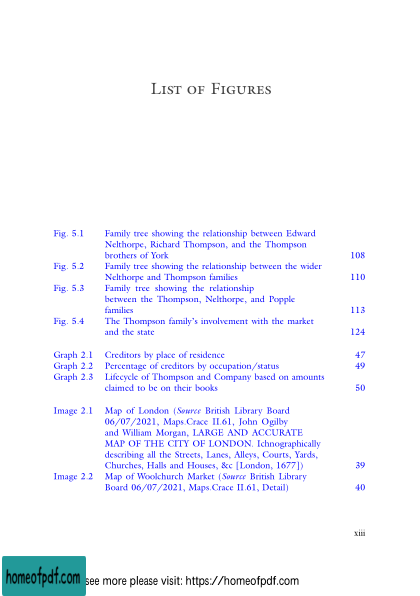 LIST OF FIGURES
Fig. 5.1 Family tree showing the relationship between Edward
Nelthorpe, Richard Thompson, and the Thompson
brothers of York 108
Fig. 5.2 Family tree showing the relationship between the wider
Nelthorpe and Thompson families 110
Fig. 5.3 Family tree showing the relationship
between the Thompson, Nelthorpe, and Popple
families 113
Fig. 5.4 The Thompson family's involvement with the market
and the state 124
Graph 2.1 Creditors by place of residence 47
Graph 2.2 Percentage of creditors by occupation/status 49
Graph 2.3 Lifecycle of Thompson and Company based on amounts
claimed to be on their books 50
Image 2.1 Map of London (Source British Library Board
06/07/2021, Maps.Crace II.61, John Ogilby
and William Morgan, LARGE AND ACCURATE
MAP OF THE CITY OF LONDON. Ichnographically
describing all the Streets, Lanes, Alleys, Courts, Yards,
Churches, Halls and Houses, &c [London, 1677]) 39
Image 2.2 Map of Woolchurch Market (Source British Library
Board 06/07/2021, Maps.Crace II.61, Detail) 40
xiii
homeofpdf.com see more please visit: https://homeofpdf.com